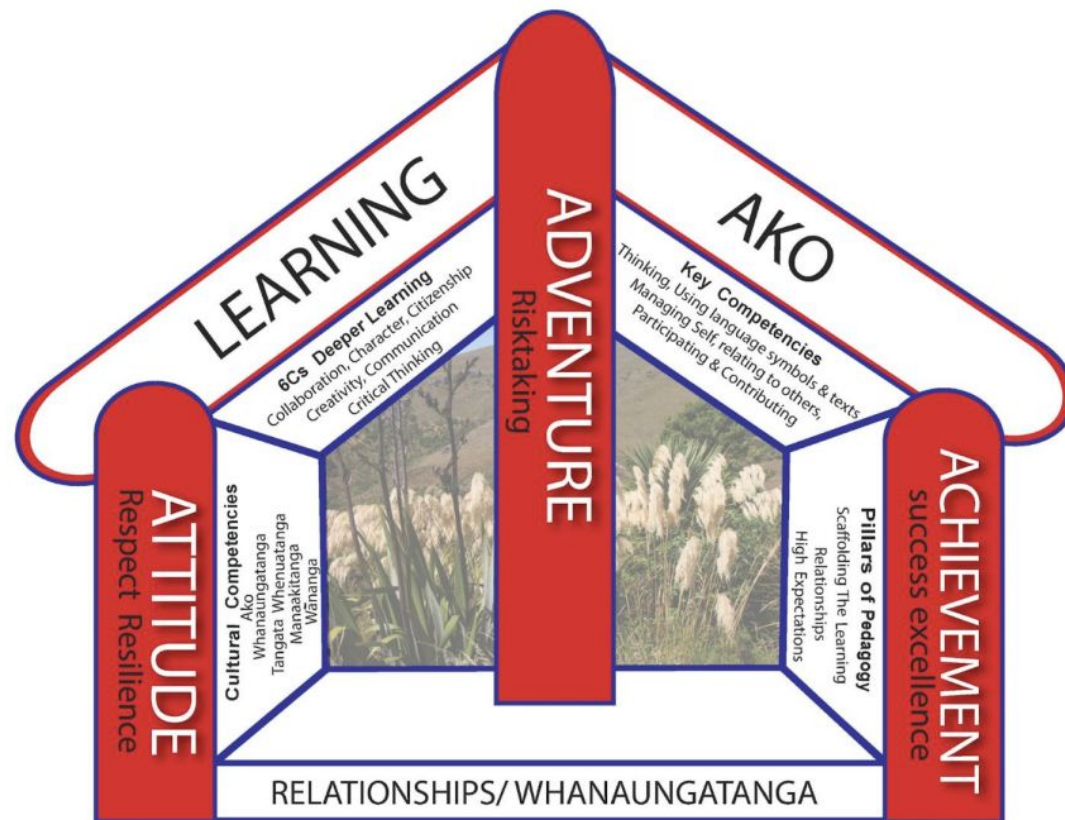 LEARNING
AKO
ADVENTURE
Risktaking
6Cs Deeper Learning
Collaboration, Character, Citizenship
Creativity, Communication
Critical Thinking
Key Competencies
Thinking, Using language symbols & texts
Managing Self, relating to others,
Participating & Contributing
ATTITUDE
Respect Resilience
Cultural Competencies
Ako
Whanaungatanga
Tangata Whenuatanga
Manaakitanga
Wānanga
Pillars of Pedagogy
Scaffolding The Learning
Relationships
High Expectations
ACHIEVEMENT
success excellence
RELATIONSHIPS/ WHANAUNGATANGA